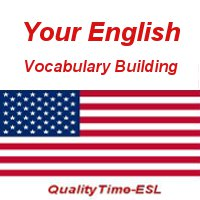 Your English
Vocabulary Building
QualityTime-ESL